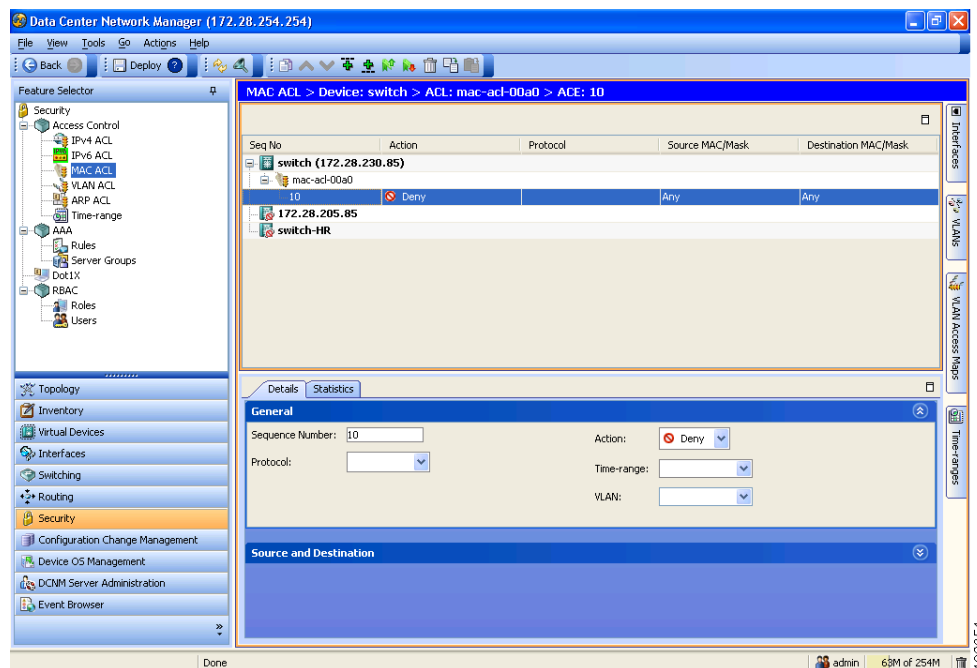 Data Center Network Manager (172.28.254.254)
File View Tools Go Actions Help
Back Deploy
Feature Selector
Security
Access Control
IPv4 ACL
IPv6 ACL
MAC ACL
VLAN ACL
ARP ACL
Time-range
AAA
Rules
Server Groups
Dot1X
RBAC
Roles
Users
Topology
Inventory
Virtual Devices
Interfaces
Switching
Routing
Security
Configuration Change Management
Device OS Management
DCNM Server Administration
Event Browser
MAC ACL > Device: switch > ACL: mac-acl-00a0 > ACE: 10
Seq No Action Protocol Source MAC/Mask Destination MAC/Mask
switch (172.28.230.85)
mac-acl-00a0
10 Deny Any Any
172.28.205.85
switch-HR
Details Statistics
General
Sequence Number: 10
Action: Deny
Protocol:
Time-range:
VLAN:
Source and Destination
Interfaces
VLANs
VLAN Access Maps
Time-ranges
Done
admin 63M of 254M